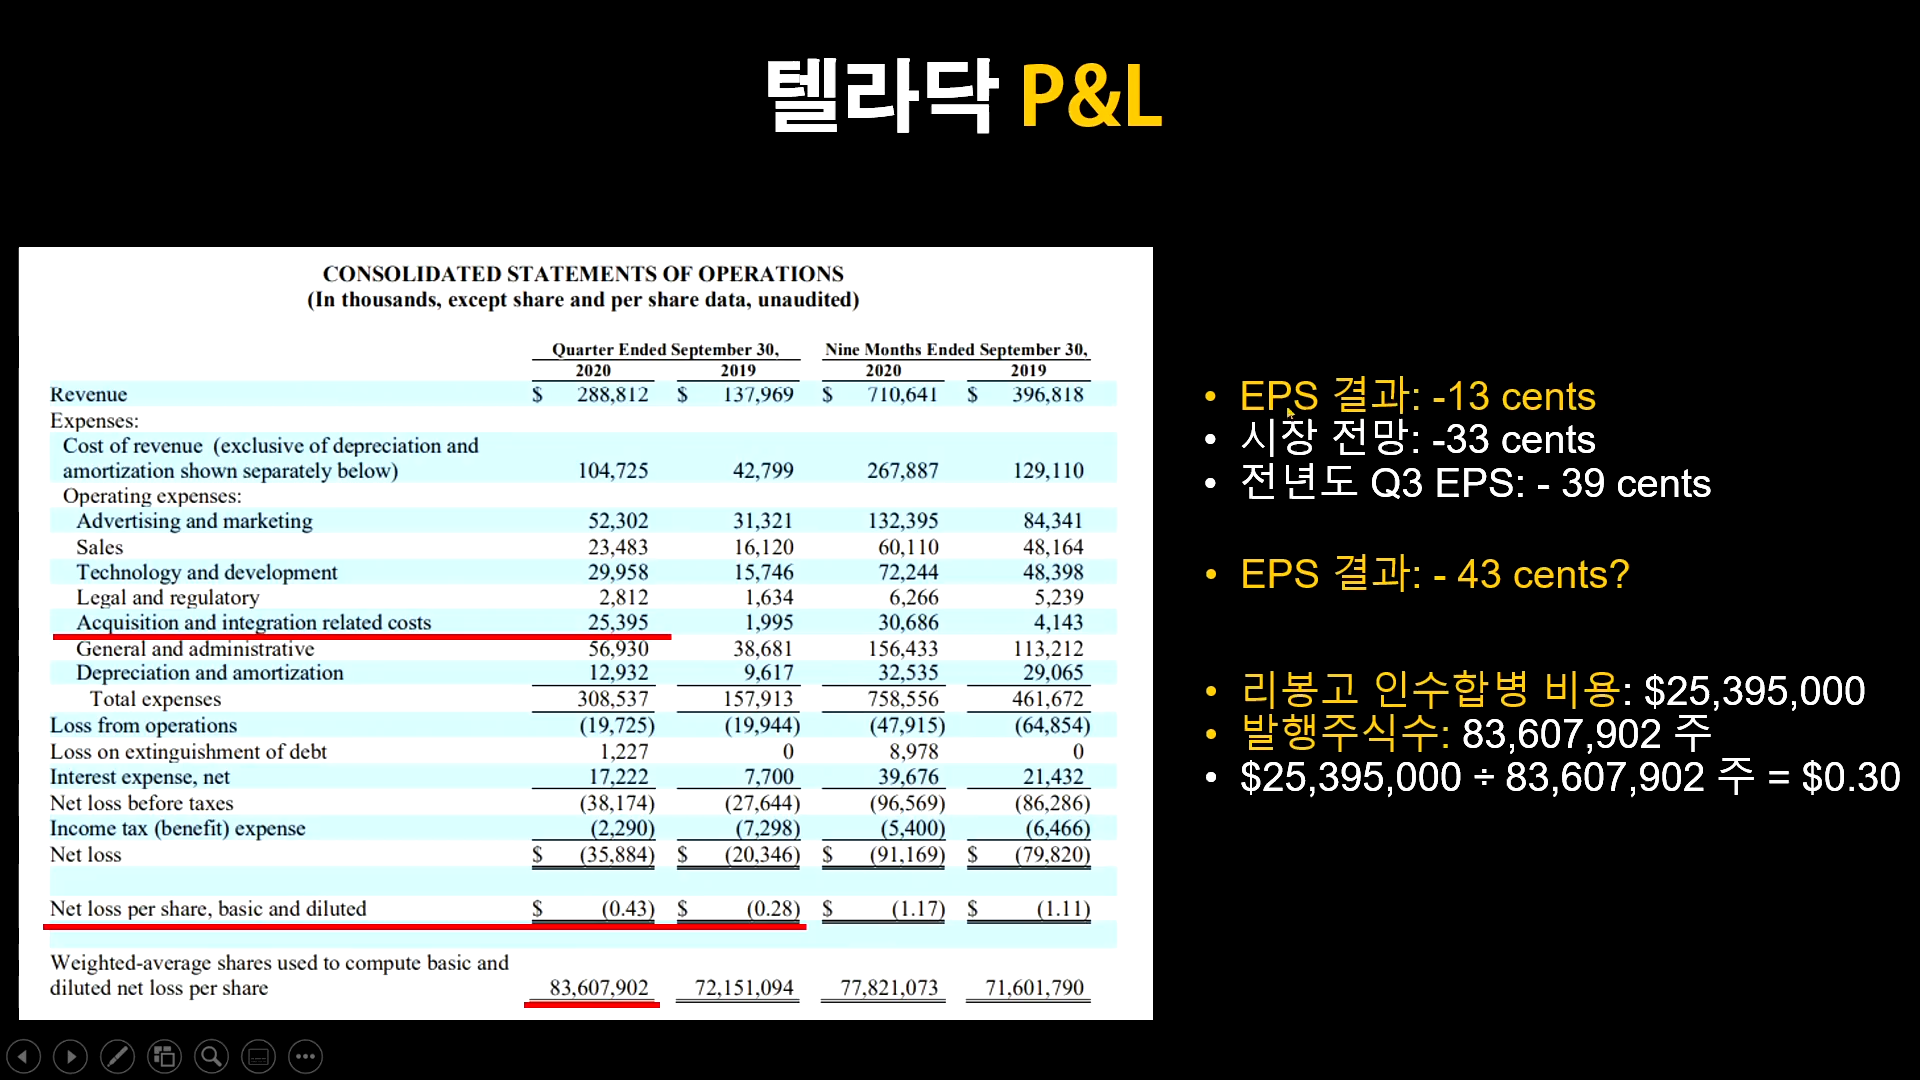 텔라닥 P&L
CONSOLIDATED STATEMENTS OF OPERATIONS
(In thousands, except share and per share data, unaudited)
Quarter Ended September 30, Nine Months Ended September 30,
2020 2019 2020 2019
Revenue $ 288,812 $ 137,969 $ 710,641 $ 396,818
Expenses:
Cost of revenue (exclusive of depreciation and
amortization shown separately below) 104,725 42,799 267,887 129,110
Operating expenses:
Advertising and marketing 52,302 31,321 132,395 84,341
Sales 23,483 16,120 60,110 48,164
Technology and development 29,958 15,746 72,244 48,398
Legal and regulatory 2,812 1,634 6,266 5,239
Acquisition and integration related costs 25,395 1,995 30,686 4,143
General and administrative 56,930 38,681 156,433 113,212
Depreciation and amortization 12,932 9,617 32,535 29,065
Total expenses 308,537 157,913 758,556 461,672
Loss from operations (19,725) (19,944) (47,915) (64,854)
Loss on extinguishment of debt 1,227 0 8,978 0
Interest expense, net 17,222 7,700 39,676 21,432
Net loss before taxes (38,174) (27,644) (96,569) (86,286)
Income tax (benefit) expense (2,290) (7,298) (5,400) (6,466)
Net loss $ (35,884) $ (20,346) $ (91,169) $ (79,820)
Net loss per share, basic and diluted $ (0.43) $ (0.28) $ (1.17) $ (1.11)
Weighted-average shares used to compute basic and
diluted net loss per share 83,607,902 72,151,094 77,821,073 71,601,790
• EPS 결과: -13 cents
• 시장 전망: -33 cents
• 전년도 Q3 EPS: - 39 cents
• EPS 결과: - 43 cents?
• 리봉고 인수합병 비용: $25,395,000
• 발행주식수: 83,607,902 주
• $25,395,000 ÷ 83,607,902 주 = $0.30